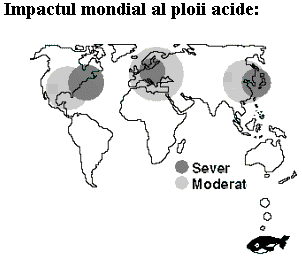 Impactul mondial al ploii acide:
Sever
Moderat